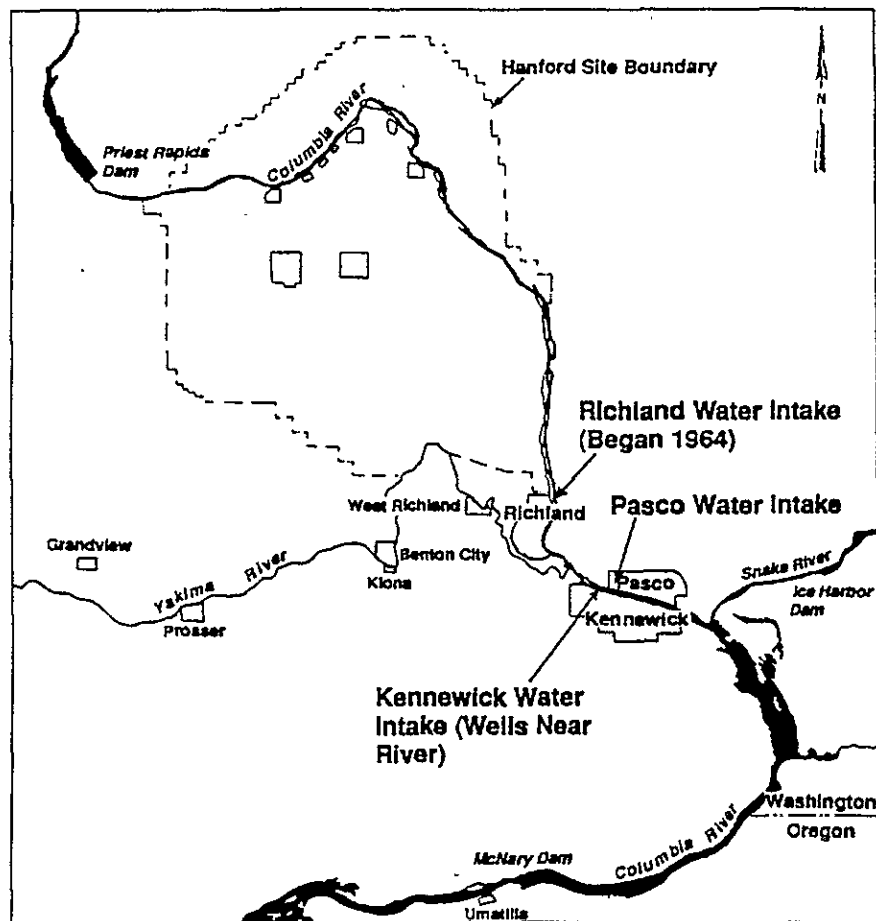 Hanford Site Boundary
N
Priest Rapids
Dam
Columbia River
Richland Water Intake
(Began 1964)
West Richland
Richland
Pasco Water Intake
Grandview
Benton City
Kiona
Yakima River
Prosser
Pasco
Snake River
Ice Harbor
Dam
Kennewick
Kennewick Water
Intake (Wells Near
River)
Washington
Oregon
Columbia River
McNary Dam
Umatilla